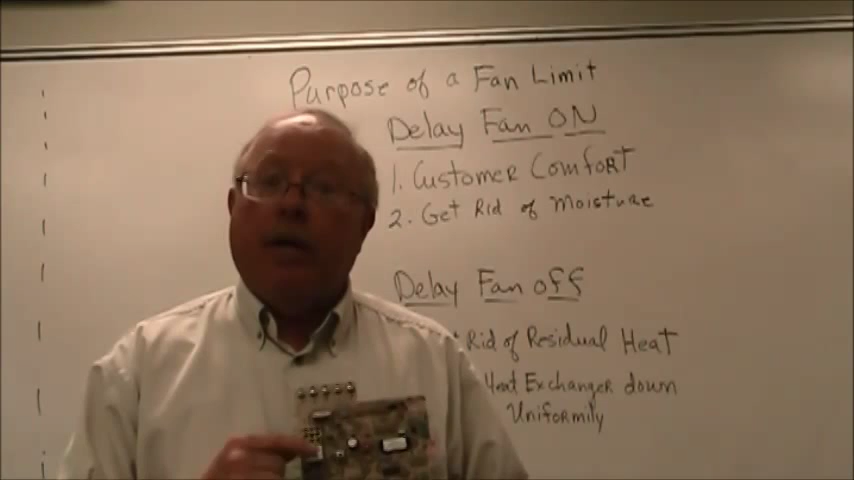 Purpose of a Fan Limit
Delay Fan ON
1. Customer Comfort
2. Get Rid of Moisture
Delay Fan off
Rid of Residual Heat
Heat Exchanger down
Uniformily